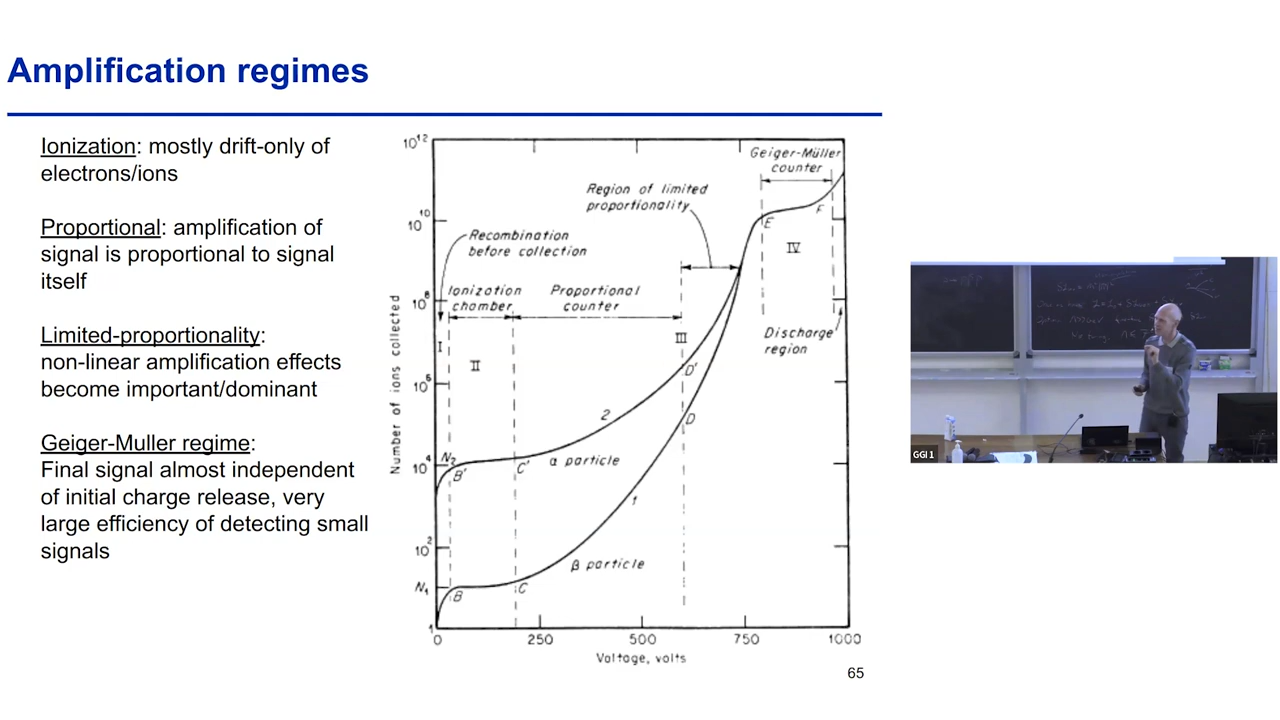 Amplification regimes
Ionization: mostly drift-only of
electrons/ions
Proportional: amplification of
signal is proportional to signal
itself
Limited-proportionality:
non-linear amplification effects
become important/dominant
Geiger-Muller regime:
Final signal almost independent
of initial charge release, very
large efficiency of detecting small
signals
10¹²
10¹⁰
10⁸
10⁶
10⁴
10²
1
N₂
N₁
Number of ions collected
Geiger-Müller
counter
Region of limited
proportionality
Recombination
before collection
Ionization
chamber
Proportional
counter
I
II
III
IV
Discharge
region
E
F
D'
D
2
1
B'
C'
α particle
β particle
B
C
0
250
500
750
1000
Voltage, volts
65
GGI 1